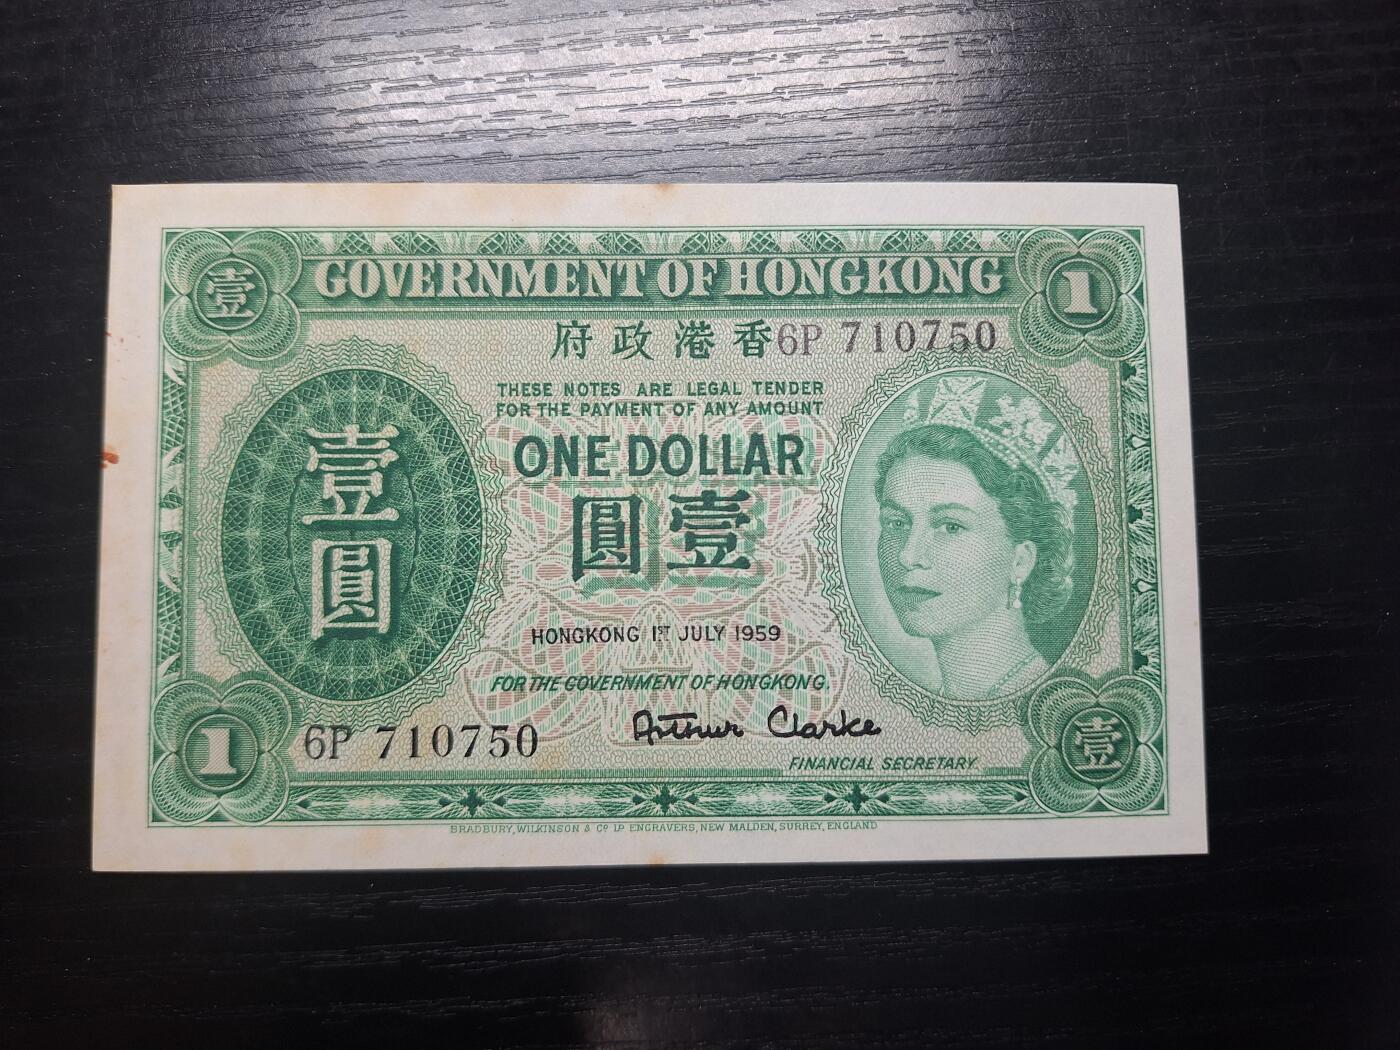 壹 GOVERNMENT OF HONGKONG 1
府政港香 6P 710750
THESE NOTES ARE LEGAL TENDER
FOR THE PAYMENT OF ANY AMOUNT
ONE DOLLAR
圓壹
壹圓
HONGKONG 1ST JULY 1959
FOR THE GOVERNMENT OF HONGKONG.
Arthur Clarke
1 6P 710750 壹
FINANCIAL SECRETARY
BRADBURY, WILKINSON & Co. LD. ENGRAVERS, NEW MALDEN, SURREY, ENGLAND